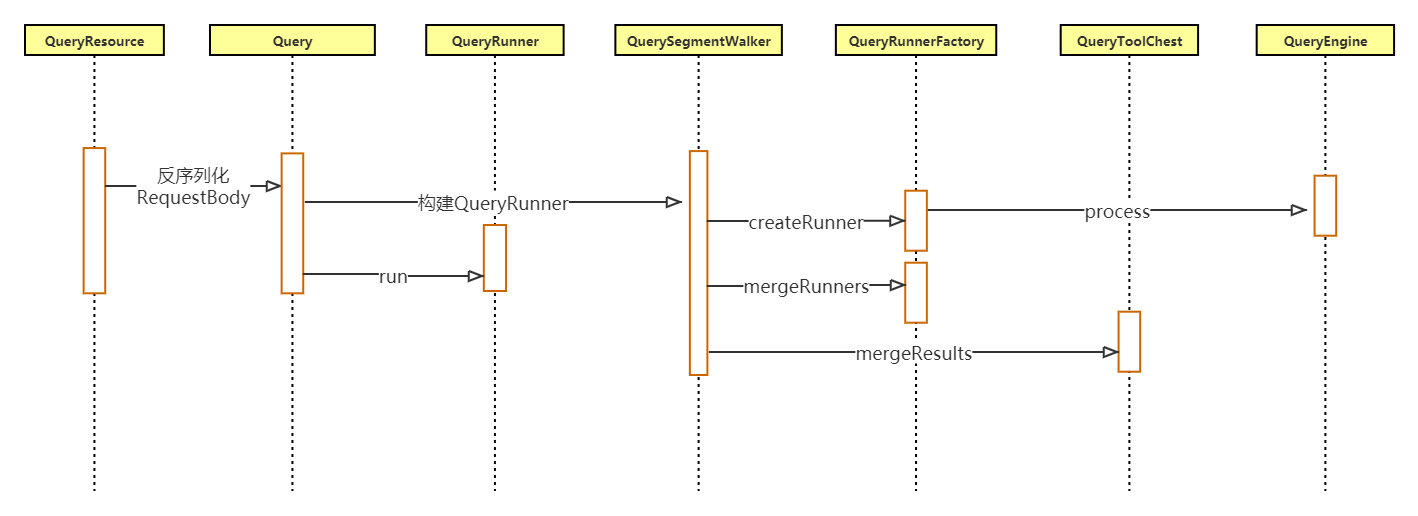 QueryResource
Query
QueryRunner
QuerySegmentWalker
QueryRunnerFactory
QueryToolChest
QueryEngine
反序列化
RequestBody
构建QueryRunner
createRunner
process
run
mergeRunners
mergeResults